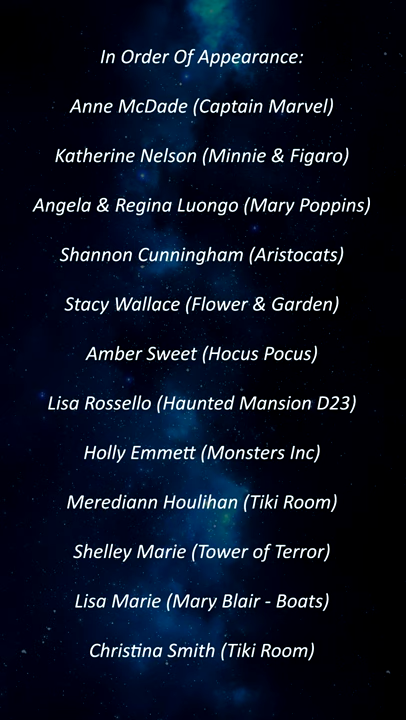 In Order Of Appearance:
Anne McDade (Captain Marvel)
Katherine Nelson (Minnie & Figaro)
Angela & Regina Luongo (Mary Poppins)
Shannon Cunningham (Aristocats)
Stacy Wallace (Flower & Garden)
Amber Sweet (Hocus Pocus)
Lisa Rossello (Haunted Mansion D23)
Holly Emmett (Monsters Inc)
Merediann Houlihan (Tiki Room)
Shelley Marie (Tower of Terror)
Lisa Marie (Mary Blair - Boats)
Christina Smith (Tiki Room)